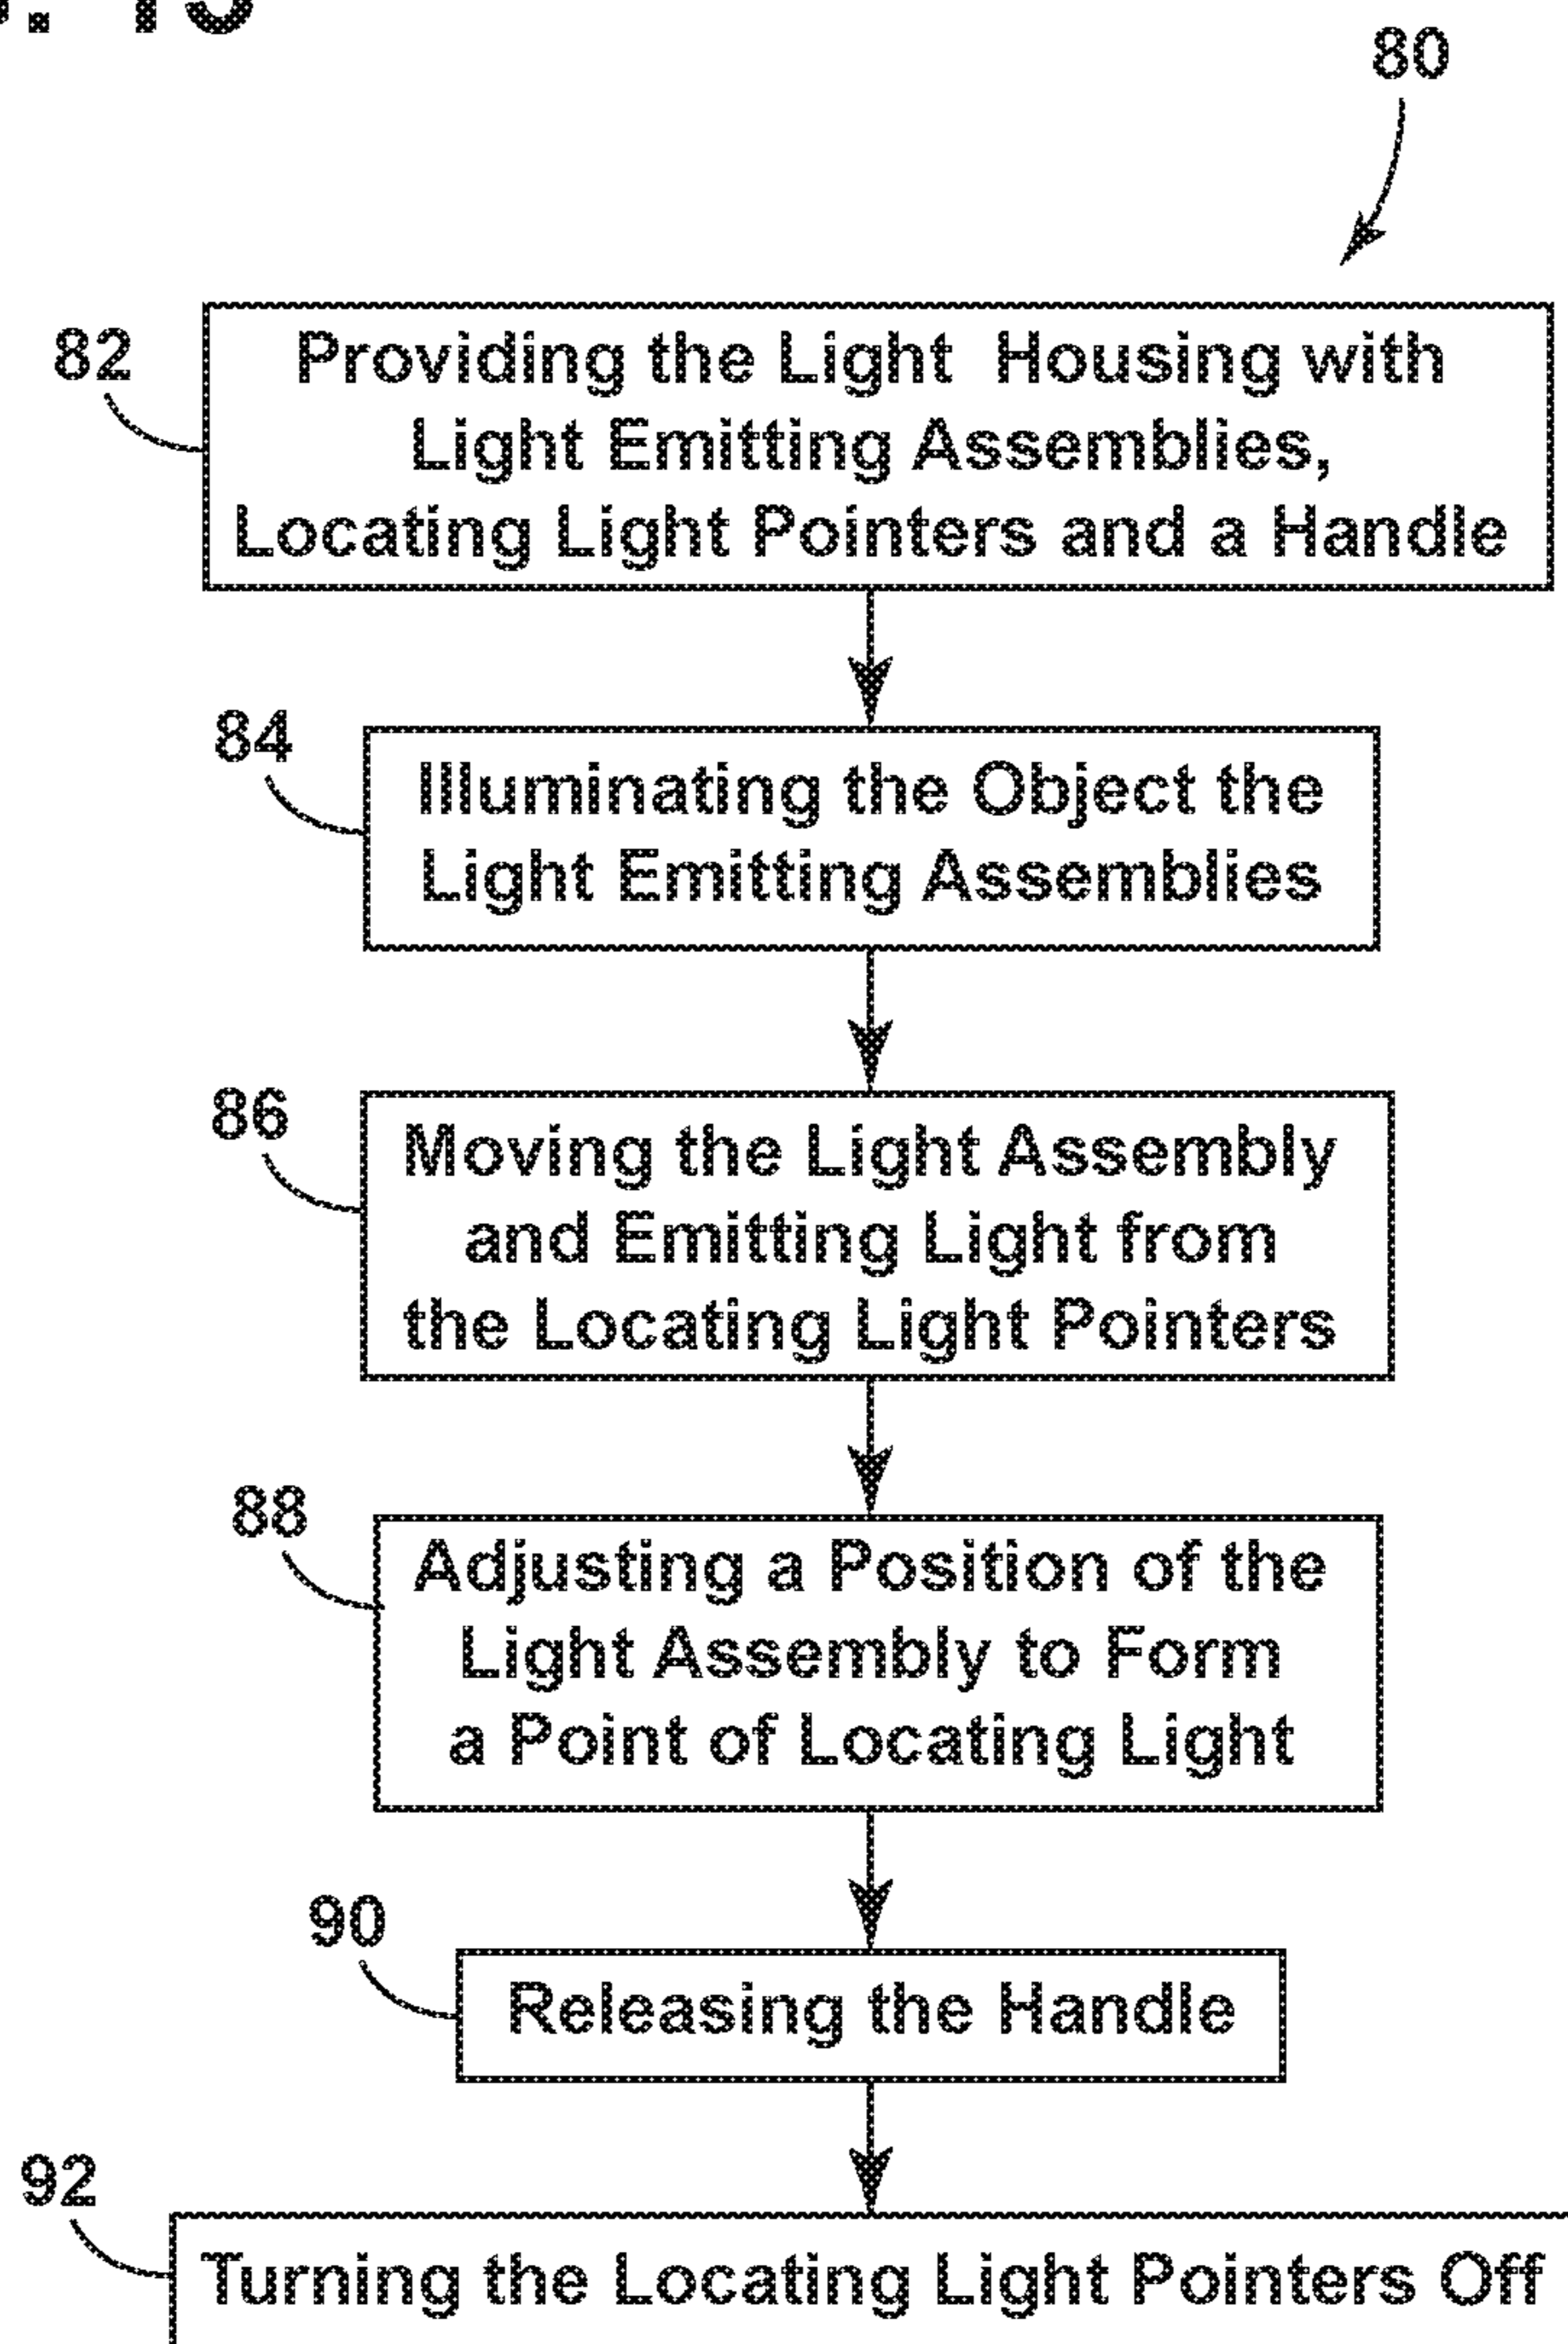 80
82
Providing the Light Housing with
Light Emitting Assemblies,
Locating Light Pointers and a Handle
84
Illuminating the Object the
Light Emitting Assemblies
86
Moving the Light Assembly
and Emitting Light from
the Locating Light Pointers
88
Adjusting a Position of the
Light Assembly to Form
a Point of Locating Light
90
Releasing the Handle
92
Turning the Locating Light Pointers Off